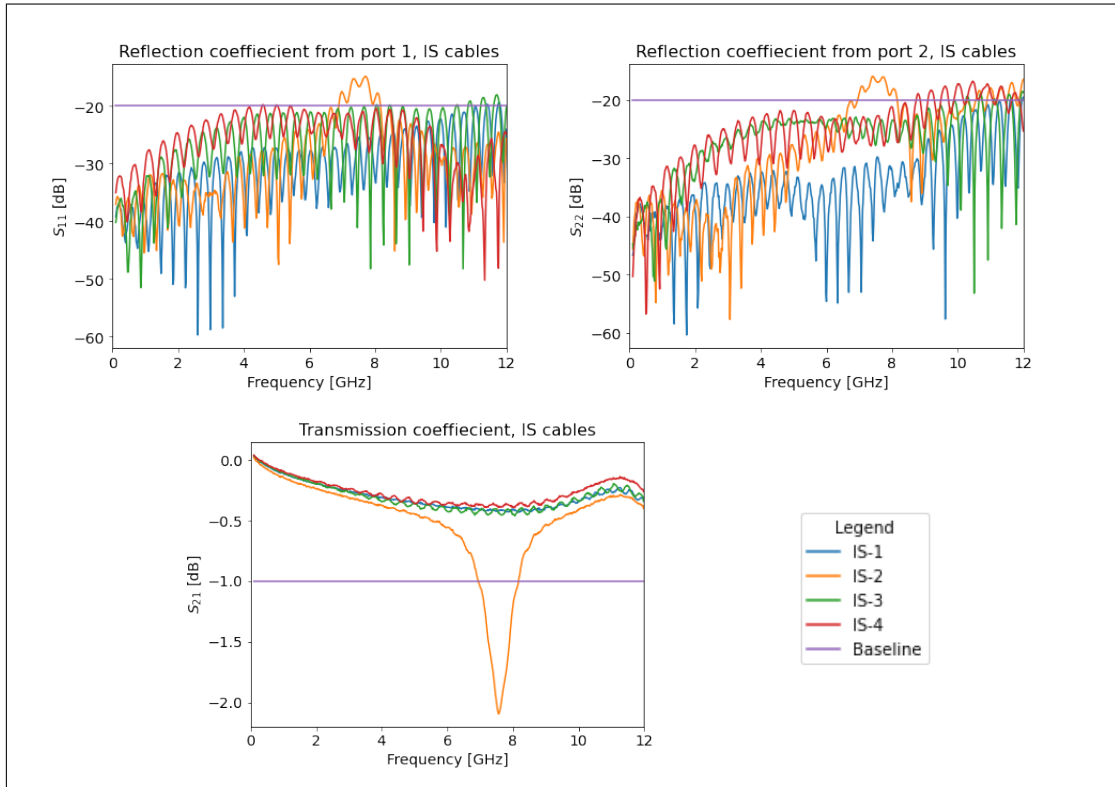 Reflection coeffiecient from port 1, IS cables
S11 [dB]
−20
−30
−40
−50
−60
0 2 4 6 8 10 12
Frequency [GHz]
Reflection coeffiecient from port 2, IS cables
S22 [dB]
−20
−30
−40
−50
−60
0 2 4 6 8 10 12
Frequency [GHz]
Transmission coeffiecient, IS cables
S21 [dB]
0.0
−0.5
−1.0
−1.5
−2.0
0 2 4 6 8 10 12
Frequency [GHz]
Legend
IS-1
IS-2
IS-3
IS-4
Baseline